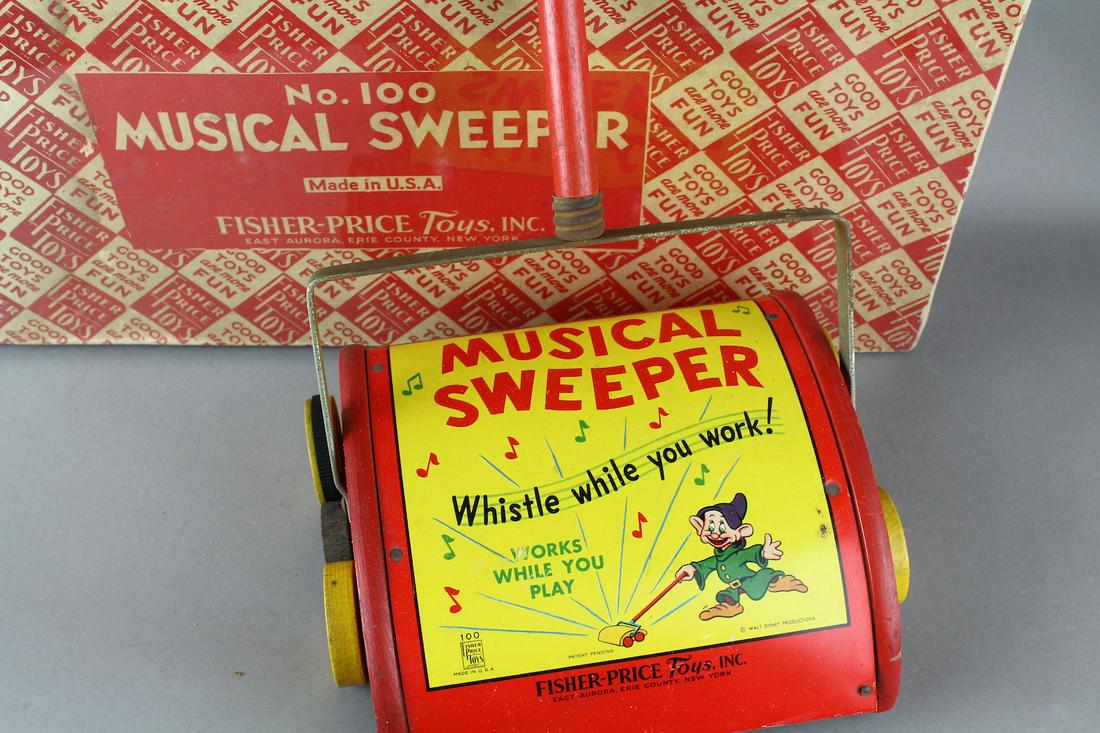 No. 100
MUSICAL SWEEPER
Made in U.S.A.
FISHER-PRICE Toys, INC.
EAST AURORA, ERIE COUNTY, NEW YORK
FISHER
PRICE
TOYS
GOOD
TOYS
are more
FUN
MUSICAL
SWEEPER
Whistle while you work!
WORKS
WHILE YOU
PLAY
100
FISHER
PRICE
TOYS
MADE IN U.S.A.
PATENT PENDING
© WALT DISNEY PRODUCTIONS
FISHER-PRICE Toys, INC.
EAST AURORA, ERIE COUNTY, NEW YORK